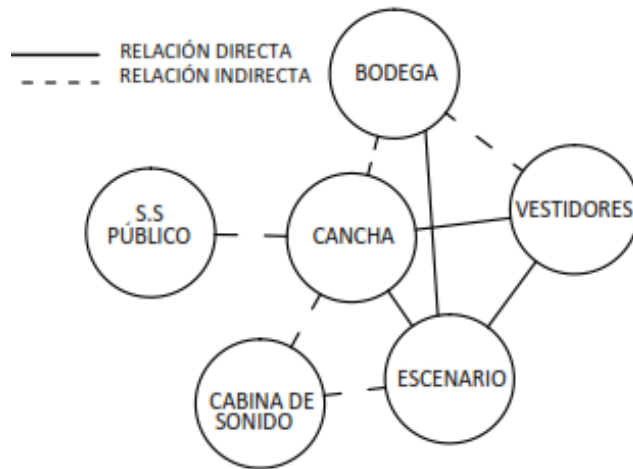 RELACIÓN DIRECTA
RELACIÓN INDIRECTA
BODEGA
S.S
PÚBLICO
CANCHA
VESTIDORES
ESCENARIO
CABINA DE
SONIDO